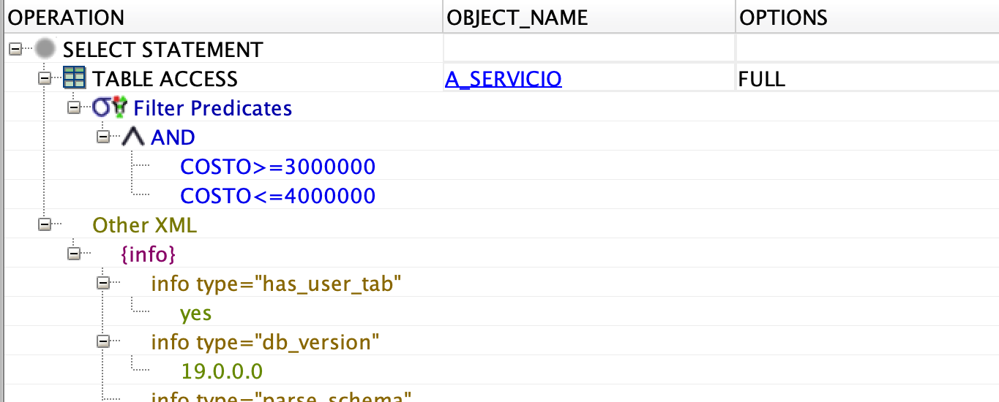 OPERATION OBJECT_NAME OPTIONS
SELECT STATEMENT
TABLE ACCESS A_SERVICIO FULL
Filter Predicates
AND
COSTO>=3000000
COSTO<=4000000
Other XML
{info}
info type="has_user_tab"
yes
info type="db_version"
19.0.0.0
info type="parse_schema"